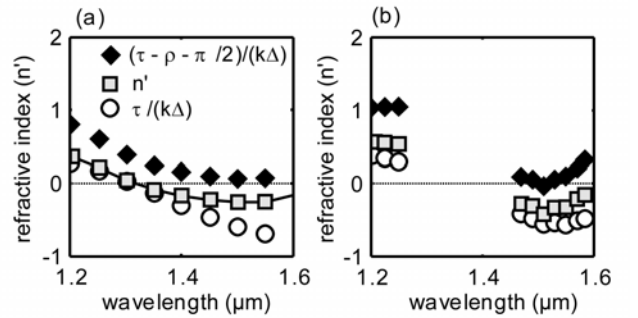 (a)
(b)
2
1
0
-1
refractive index (n')
(τ - ρ - π /2)/(kΔ)
n'
τ /(kΔ)
1.2
1.4
1.6
wavelength (μm)
2
1
0
-1
refractive index (n')
1.2
1.4
1.6
wavelength (μm)